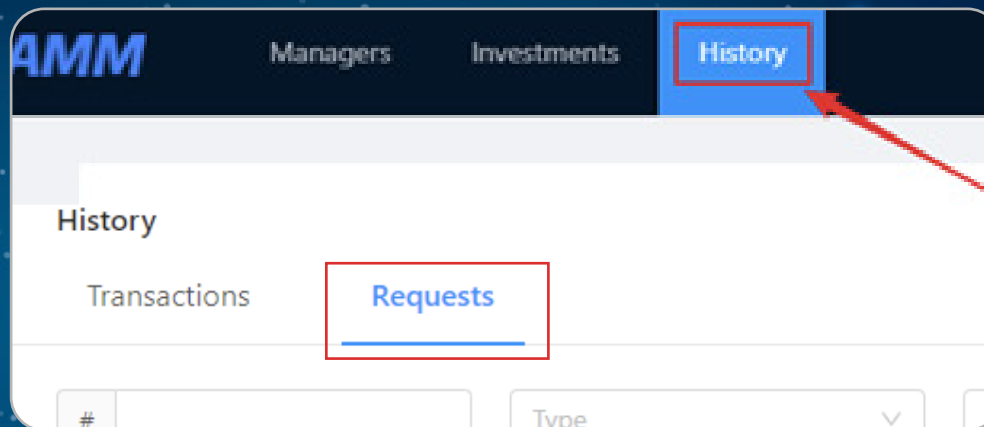 AMM Managers Investments History
History
Transactions Requests
# Type